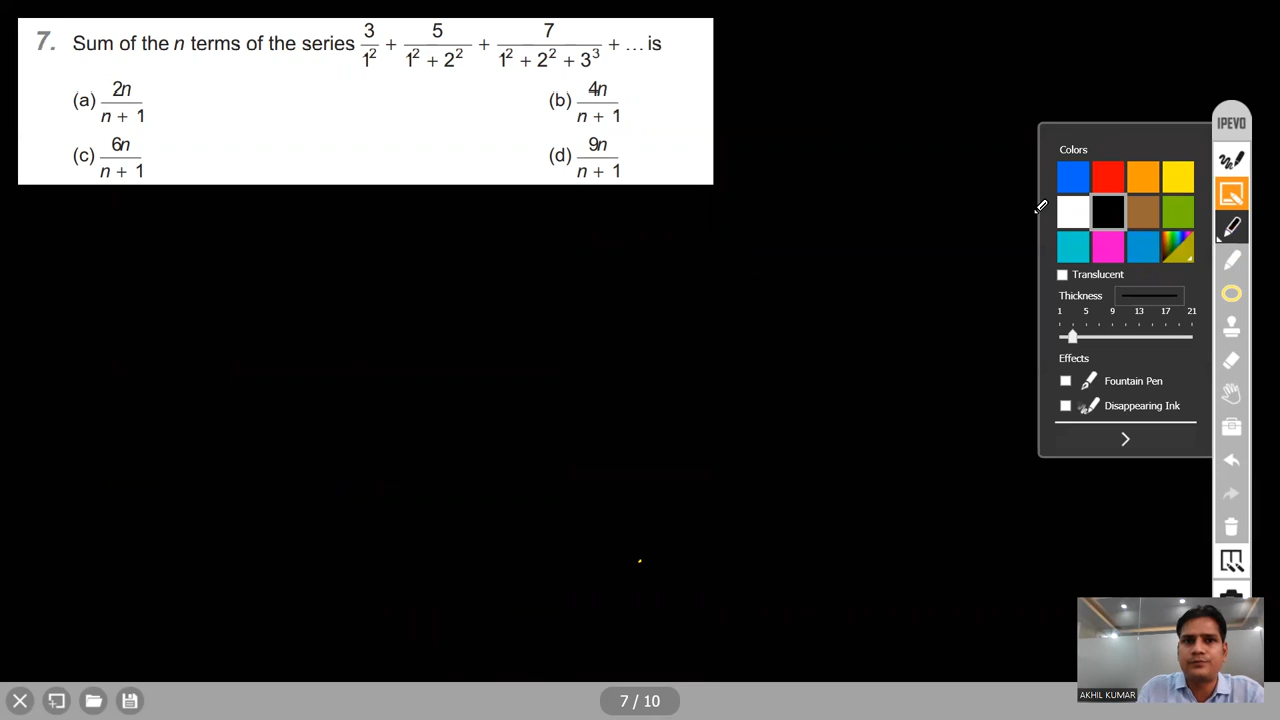 7. Sum of the n terms of the series 3/1² + 5/(1² + 2²) + 7/(1² + 2² + 3³) + ... is
(a) 2n/(n + 1) (b) 4n/(n + 1)
(c) 6n/(n + 1) (d) 9n/(n + 1)
IPEVO
Colors
Translucent
Thickness
1 5 9 13 17 21
Effects
Fountain Pen
Disappearing Ink
AKHIL KUMAR
7 / 10